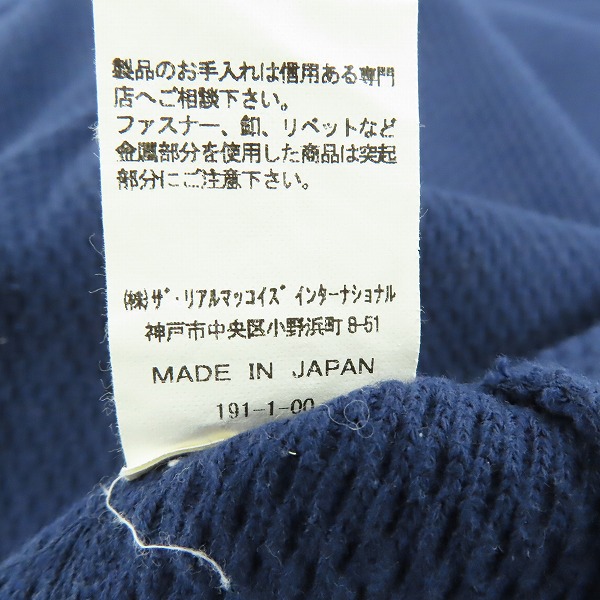 製品のお手入れは信用ある専門
店へご相談下さい。
ファスナー、釦、リベットなど
金属部分を使用した商品は突起
部分にご注意下さい。
(株)ｻﾞ･ﾘｱﾙﾏｯｺｲｽﾞ ｲﾝﾀｰﾅｼｮﾅﾙ
神戸市中央区小野浜町8-51
MADE IN JAPAN
191-1-00